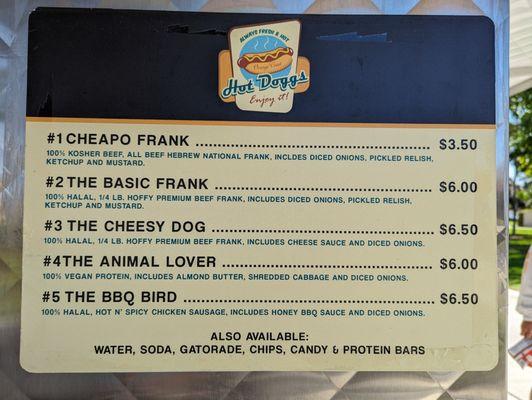 ALWAYS FRESH & HOT
Orange Coast
Hot Doggs
Enjoy it!
#1 CHEAPO FRANK $3.50
100% KOSHER BEEF, ALL BEEF HEBREW NATIONAL FRANK, INCLDES DICED ONIONS, PICKLED RELISH,
KETCHUP AND MUSTARD.
#2 THE BASIC FRANK $6.00
100% HALAL, 1/4 LB. HOFFY PREMIUM BEEF FRANK, INCLUDES DICED ONIONS, PICKLED RELISH,
KETCHUP AND MUSTARD.
#3 THE CHEESY DOG $6.50
100% HALAL, 1/4 LB. HOFFY PREMIUM BEEF FRANK, INCLUDES CHEESE SAUCE AND DICED ONIONS.
#4 THE ANIMAL LOVER $6.00
100% VEGAN PROTEIN, INCLUDES ALMOND BUTTER, SHREDDED CABBAGE AND DICED ONIONS.
#5 THE BBQ BIRD $6.50
100% HALAL, HOT N' SPICY CHICKEN SAUSAGE, INCLUDES HONEY BBQ SAUCE AND DICED ONIONS.
ALSO AVAILABLE:
WATER, SODA, GATORADE, CHIPS, CANDY & PROTEIN BARS